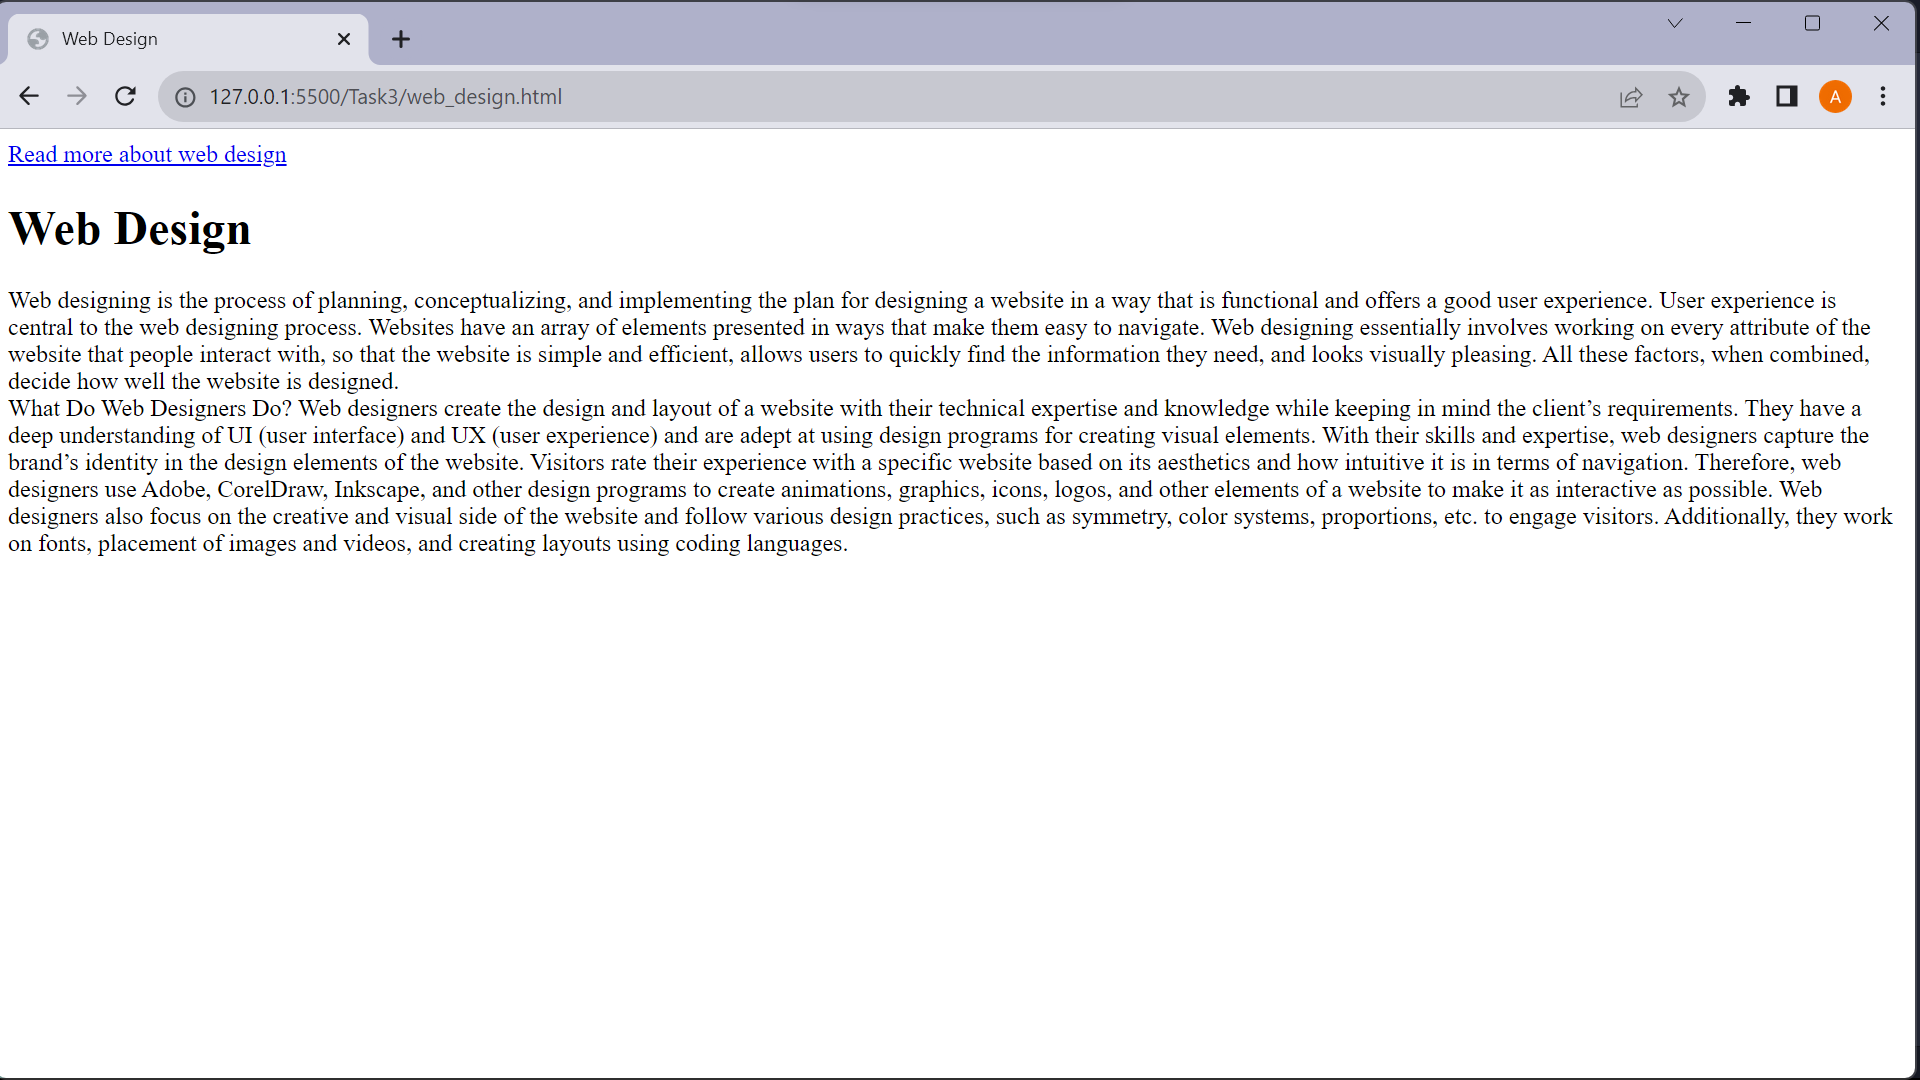 Web Design
127.0.0.1:5500/Task3/web_design.html
A
Read more about web design
Web Design
Web designing is the process of planning, conceptualizing, and implementing the plan for designing a website in a way that is functional and offers a good user experience. User experience is
central to the web designing process. Websites have an array of elements presented in ways that make them easy to navigate. Web designing essentially involves working on every attribute of the
website that people interact with, so that the website is simple and efficient, allows users to quickly find the information they need, and looks visually pleasing. All these factors, when combined,
decide how well the website is designed.
What Do Web Designers Do? Web designers create the design and layout of a website with their technical expertise and knowledge while keeping in mind the client’s requirements. They have a
deep understanding of UI (user interface) and UX (user experience) and are adept at using design programs for creating visual elements. With their skills and expertise, web designers capture the
brand’s identity in the design elements of the website. Visitors rate their experience with a specific website based on its aesthetics and how intuitive it is in terms of navigation. Therefore, web
designers use Adobe, CorelDraw, Inkscape, and other design programs to create animations, graphics, icons, logos, and other elements of a website to make it as interactive as possible. Web
designers also focus on the creative and visual side of the website and follow various design practices, such as symmetry, color systems, proportions, etc. to engage visitors. Additionally, they work
on fonts, placement of images and videos, and creating layouts using coding languages.